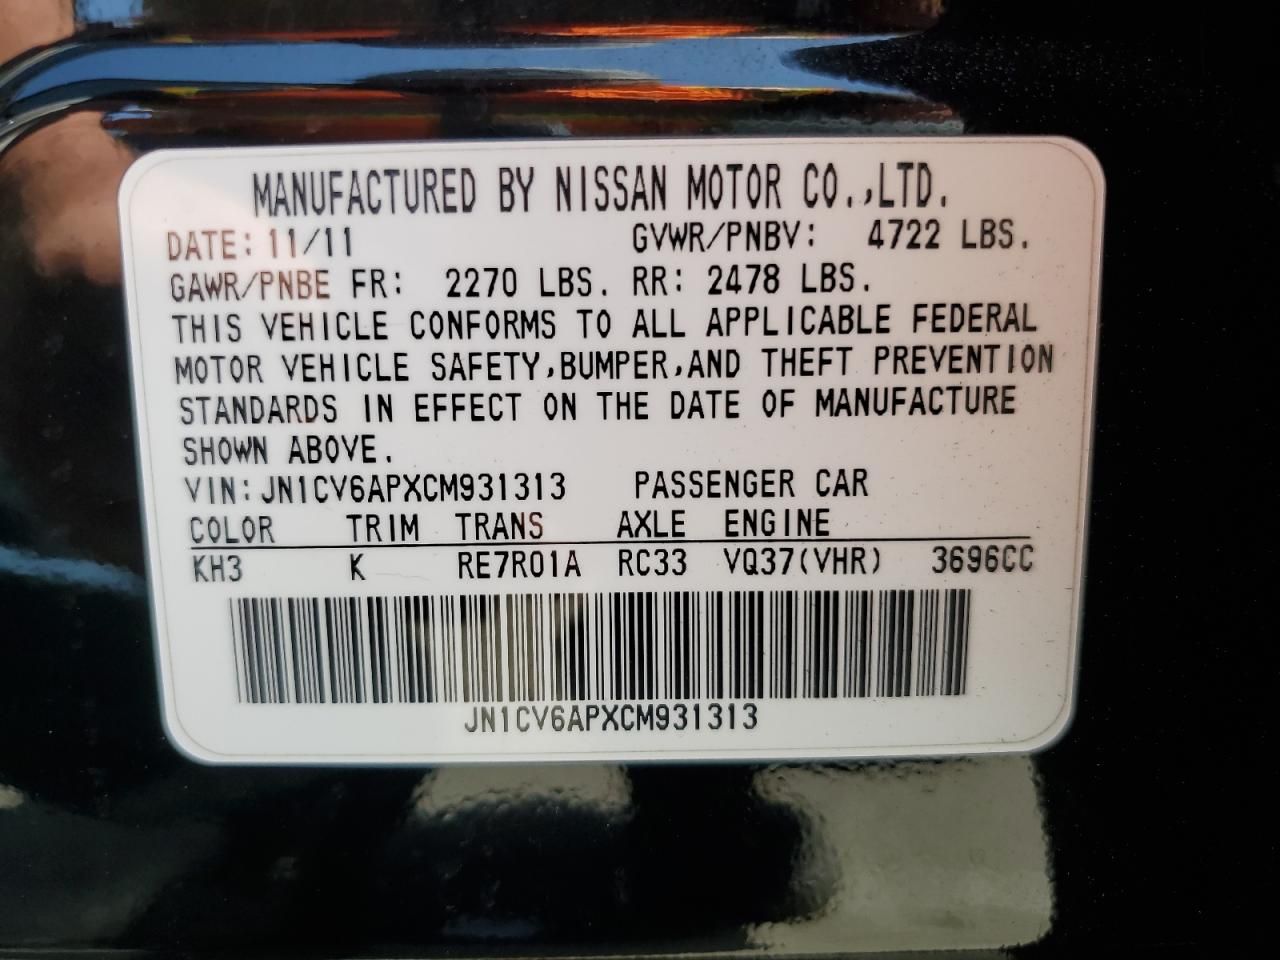 MANUFACTURED BY NISSAN MOTOR CO.,LTD.
DATE: 11/11 GVWR/PNBV: 4722 LBS.
GAWR/PNBE FR: 2270 LBS. RR: 2478 LBS.
THIS VEHICLE CONFORMS TO ALL APPLICABLE FEDERAL
MOTOR VEHICLE SAFETY,BUMPER,AND THEFT PREVENTION
STANDARDS IN EFFECT ON THE DATE OF MANUFACTURE
SHOWN ABOVE.
VIN:JN1CV6APXCM931313 PASSENGER CAR
COLOR TRIM TRANS AXLE ENGINE
KH3 K RE7R01A RC33 VQ37(VHR) 3696CC
JN1CV6APXCM931313